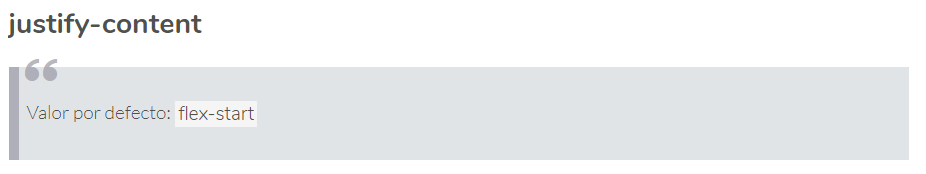 justify-content
“
Valor por defecto: flex-start